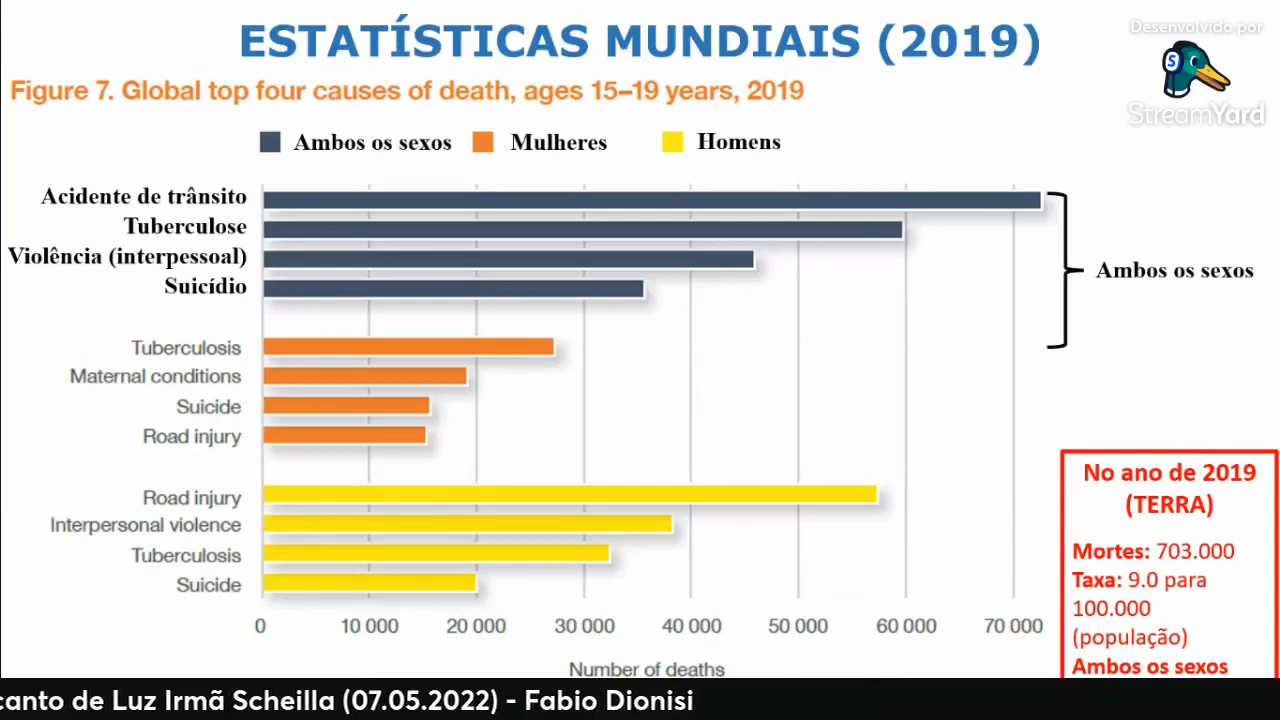 ESTATÍSTICAS MUNDIAIS (2019)
Desenvolvido por
S
StreamYard
Figure 7. Global top four causes of death, ages 15–19 years, 2019
Ambos os sexos
Mulheres
Homens
Acidente de trânsito
Tuberculose
Violência (interpessoal)
Suicídio
Ambos os sexos
Tuberculosis
Maternal conditions
Suicide
Road injury
Road injury
Interpersonal violence
Tuberculosis
Suicide
0 10 000 20 000 30 000 40 000 50 000 60 000 70 000
Number of deaths
No ano de 2019
(TERRA)
Mortes: 703.000
Taxa: 9.0 para
100.000
(população)
Ambos os sexos
canto de Luz Irmã Scheilla (07.05.2022) - Fabio Dionisi